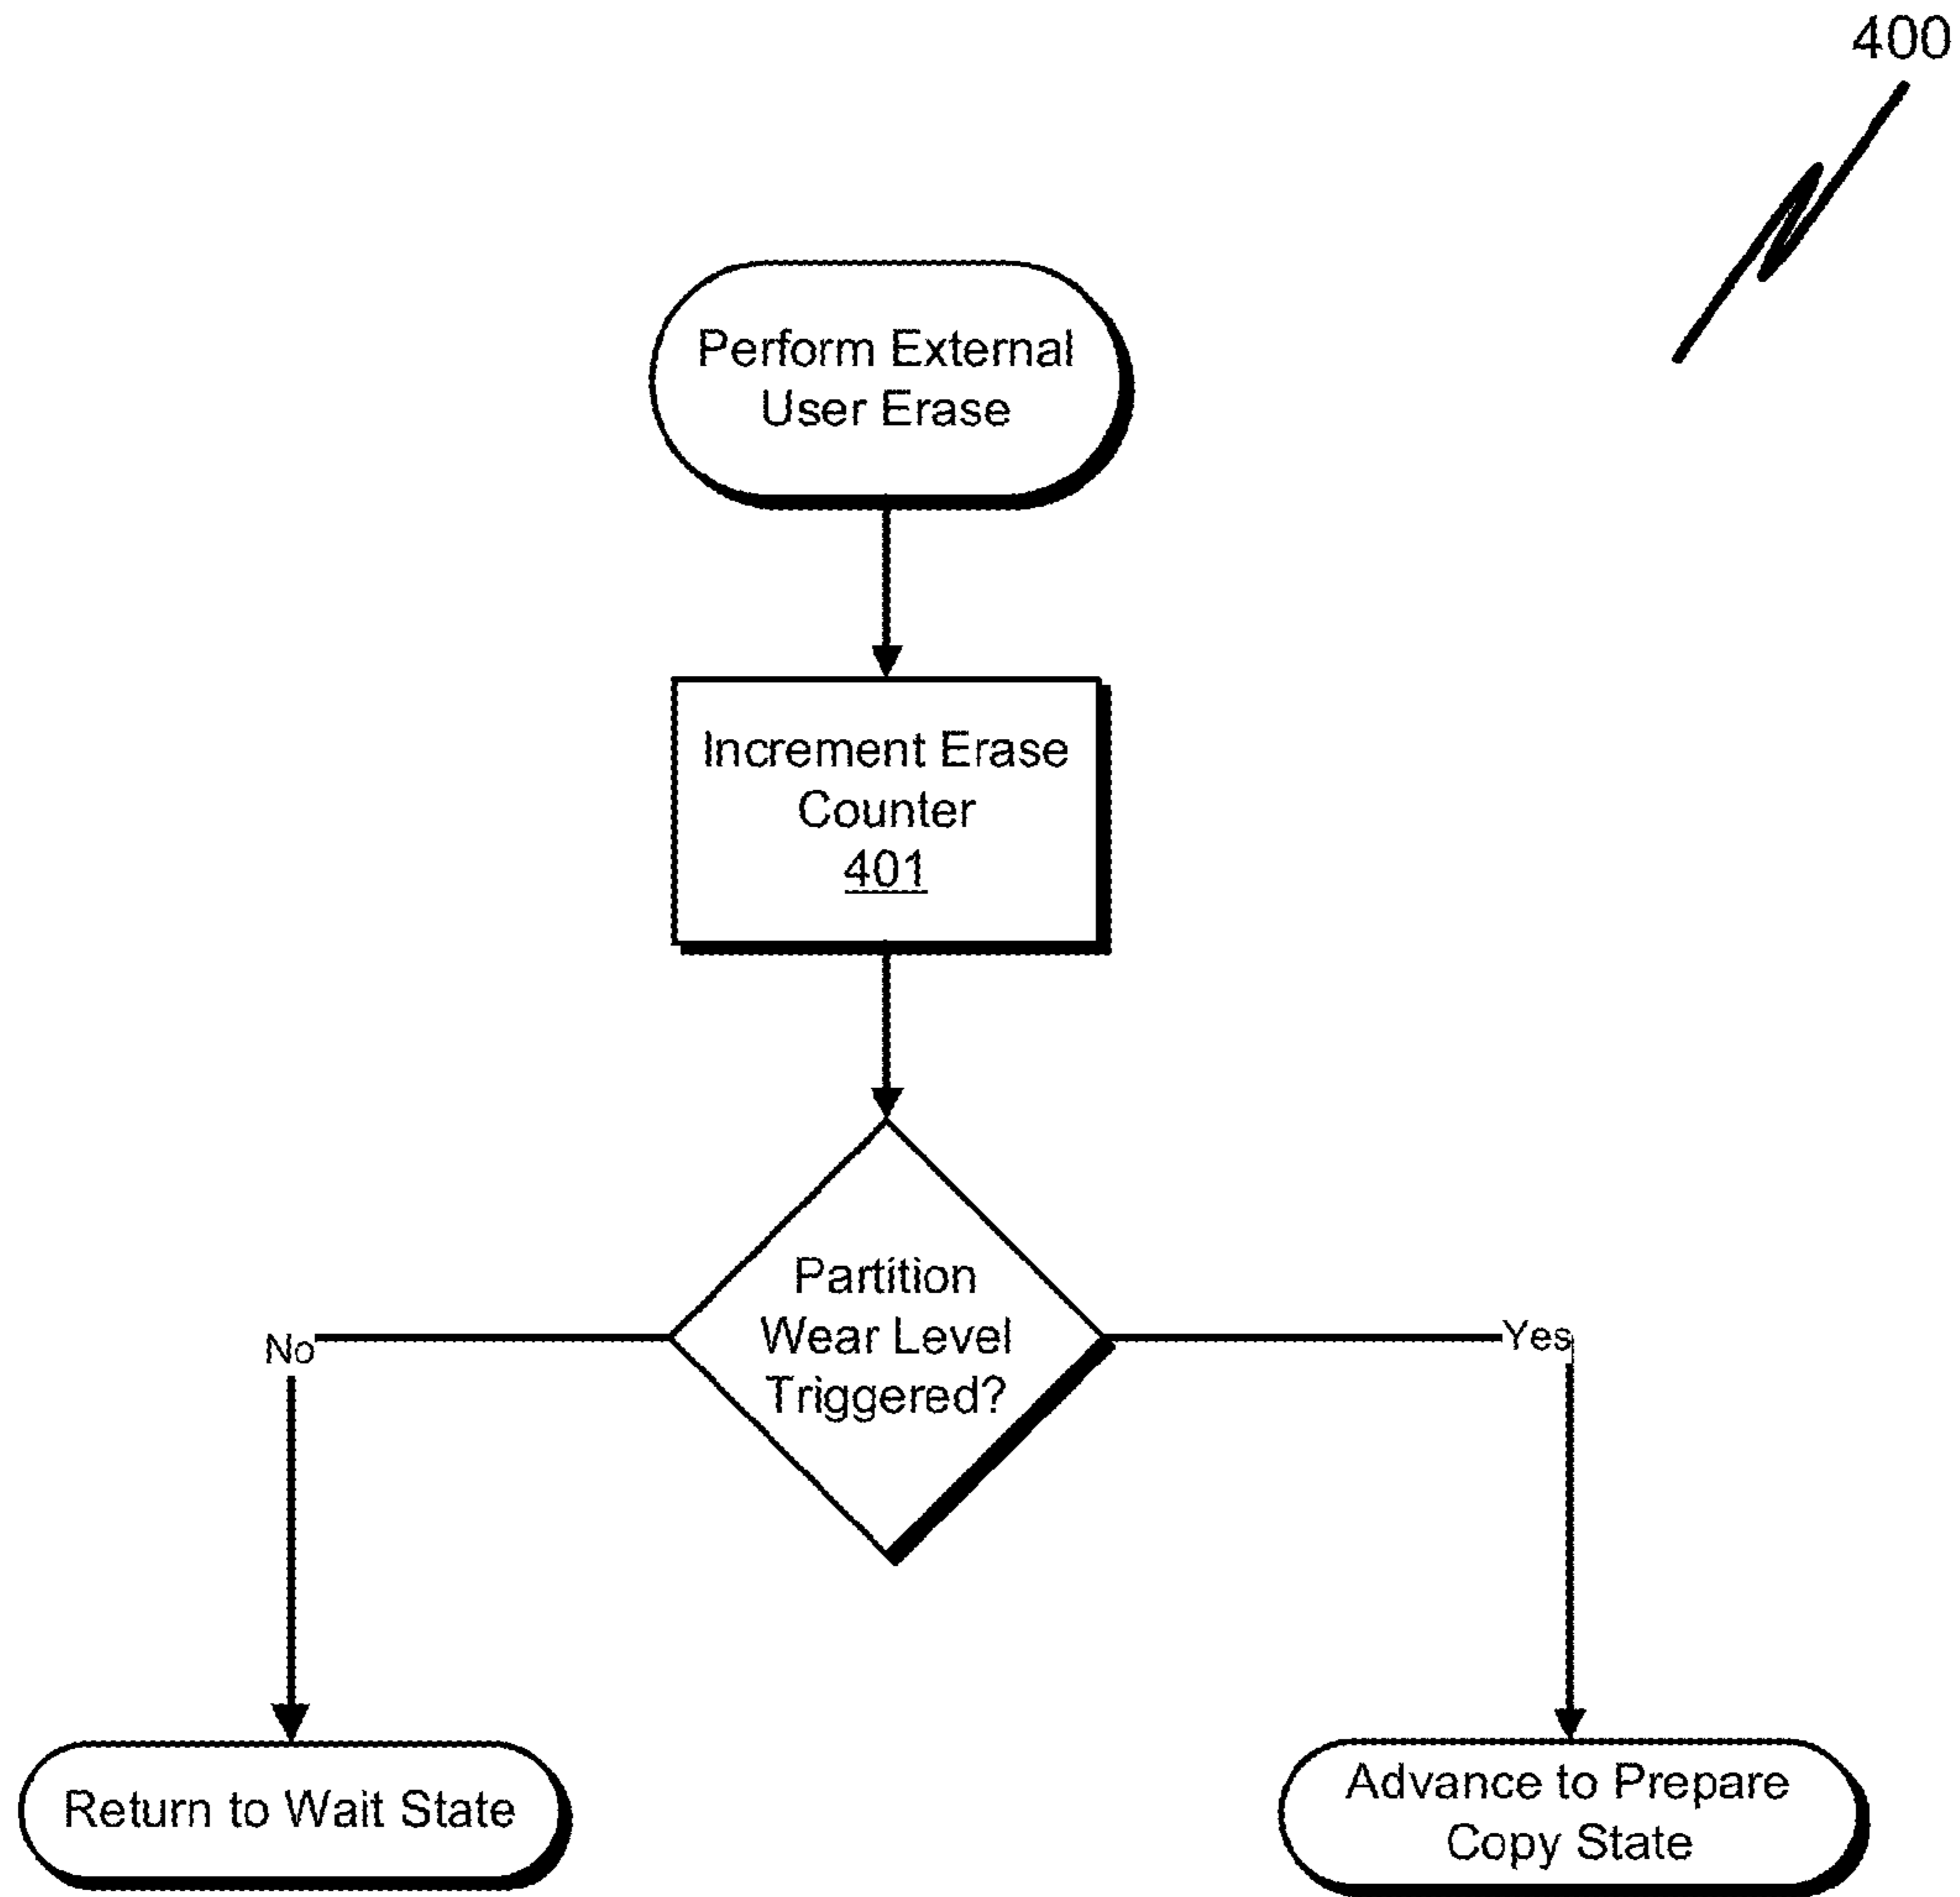 400
Perform External
User Erase
Increment Erase
Counter
401
Partition
Wear Level
Triggered?
No
Yes
Return to Wait State
Advance to Prepare
Copy State